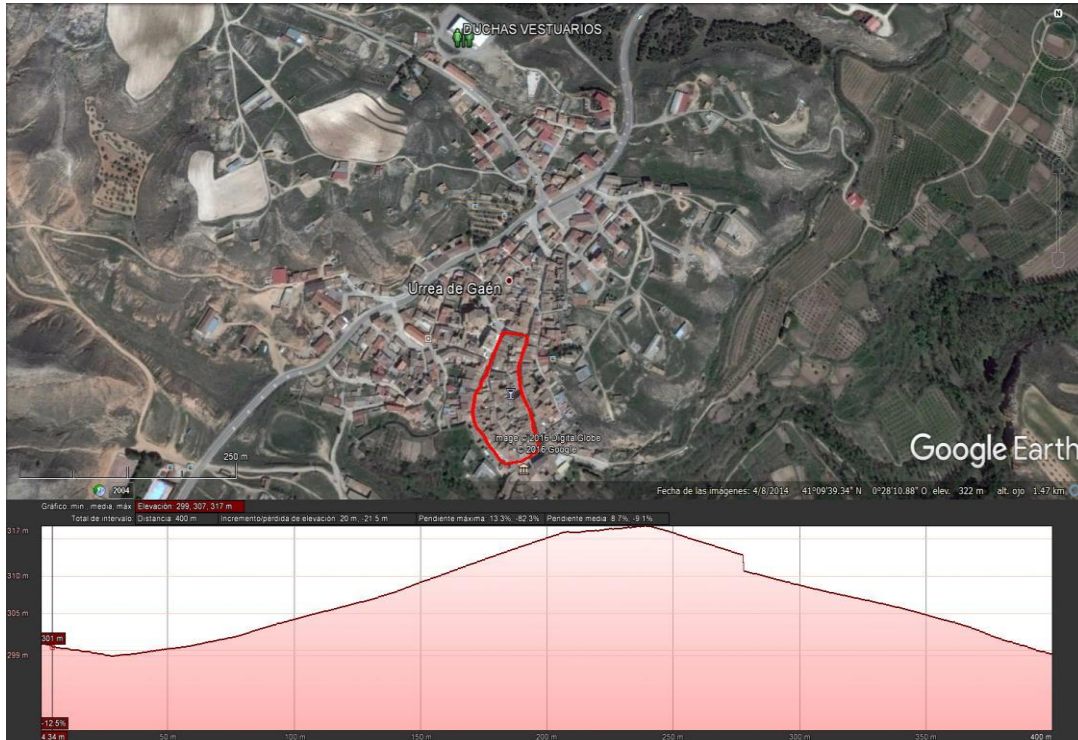 N
DUCHAS VESTUARIOS
Urrea de Gaén
Image © 2016 DigitalGlobe
© 2016 Google
Google Earth
250 m
2004
Fecha de las imágenes: 4/8/2014 41°09'39.34" N 0°28'10.88" O elev. 322 m alt. ojo 1.47 km
Gráfico: mín., media, máx. Elevación: 299, 307, 317 m
Total de intervalo: Distancia: 400 m Incremento/pérdida de elevación: 20 m, -21.5 m Pendiente máxima: 13.3%, -82.3% Pendiente media: 8.7%, -9.1%
317 m
310 m
305 m
301 m
299 m
-12.5%
4.34 m
50 m
100 m
150 m
200 m
250 m
300 m
350 m
400 m